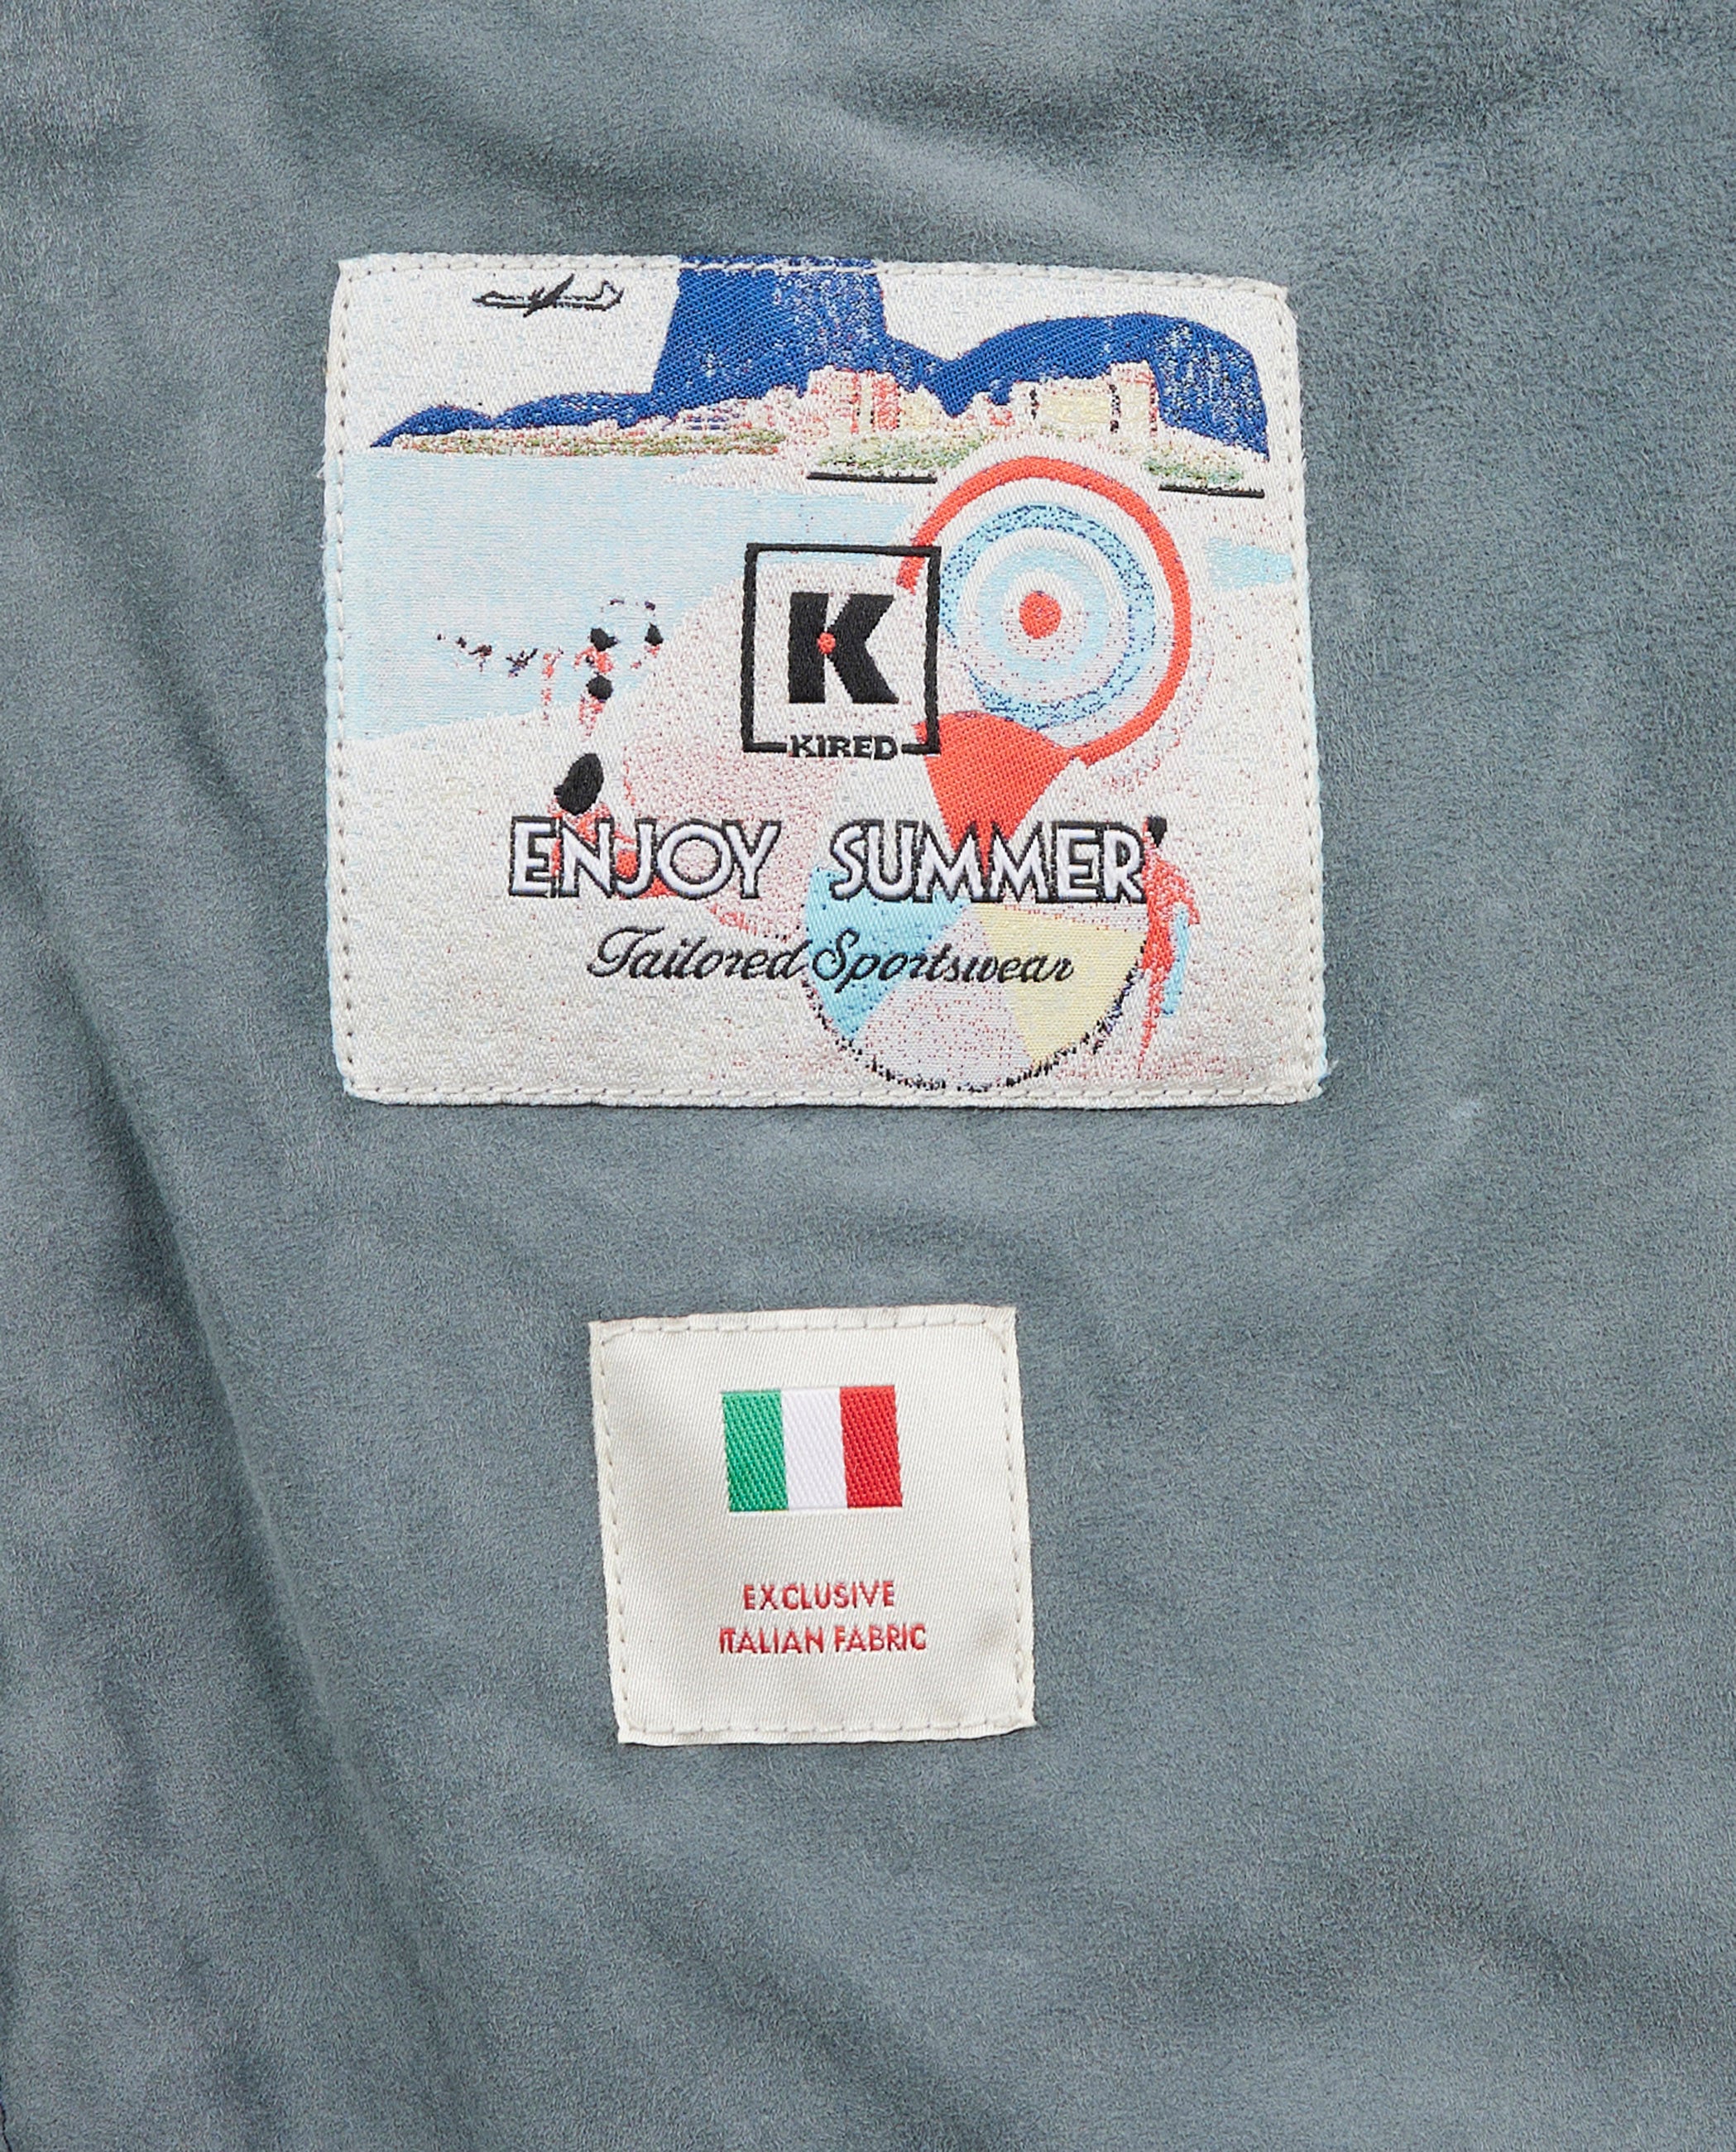 K
KIRED
ENJOY SUMMER
Tailored Sportswear
EXCLUSIVE
ITALIAN FABRIC